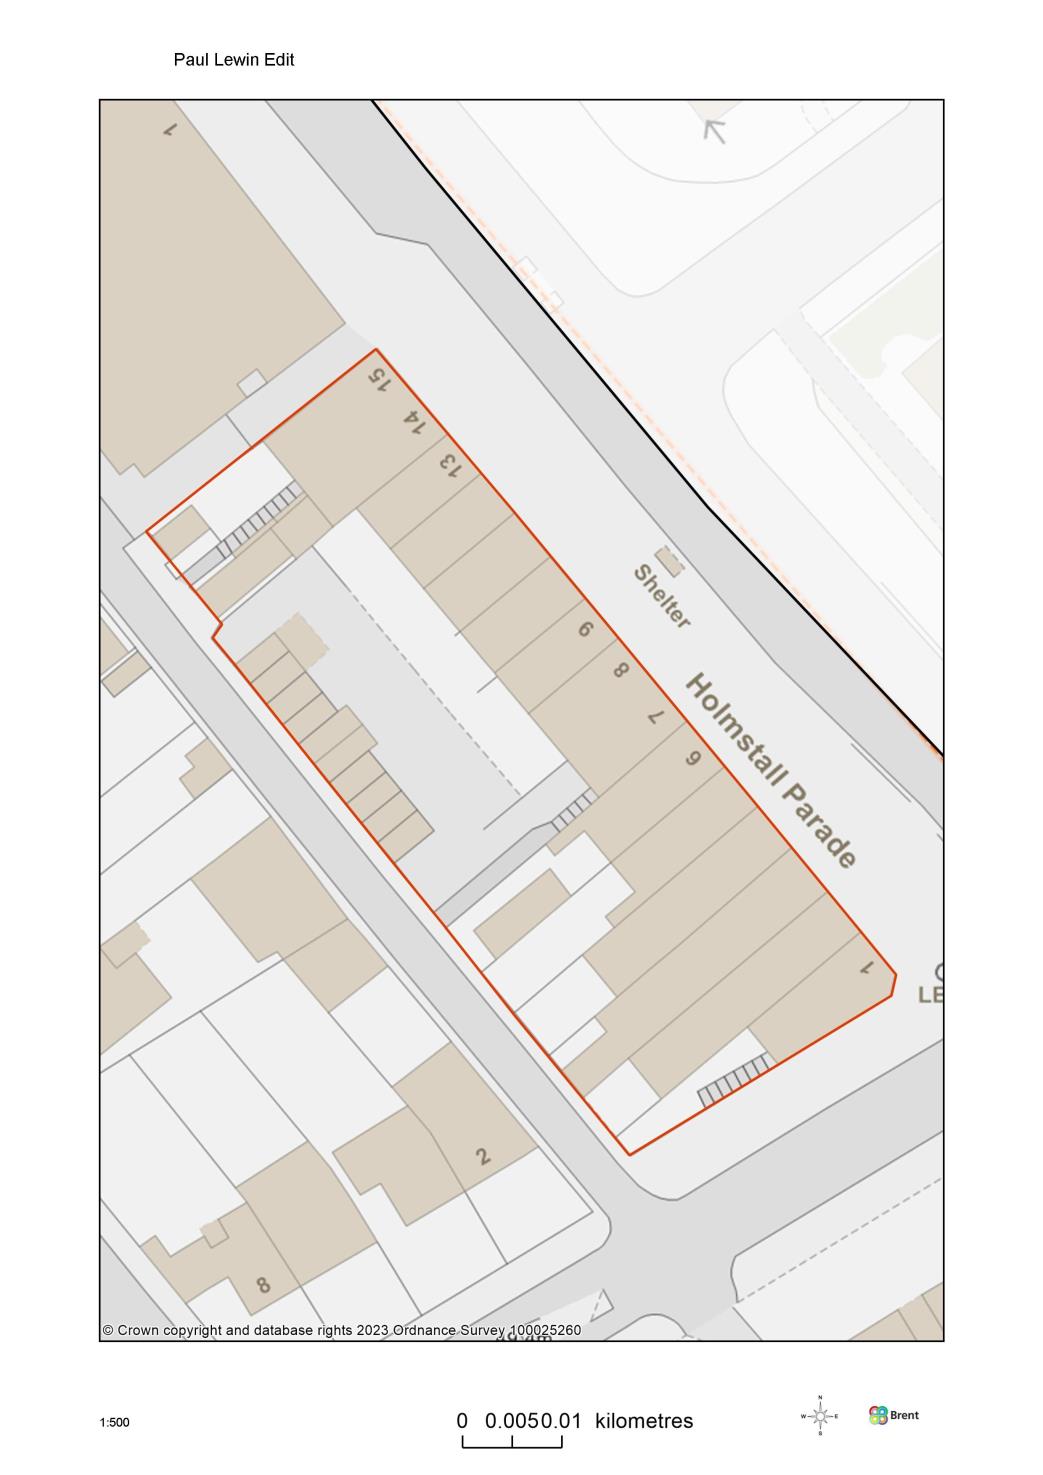 Paul Lewin Edit
1
15
14
13
9
8
7
6
Shelter
Holmstall Parade
1
LE
2
8
© Crown copyright and database rights 2023 Ordnance Survey 100025260
1:500
0 0.0050.01 kilometres
N
W E
S
Brent